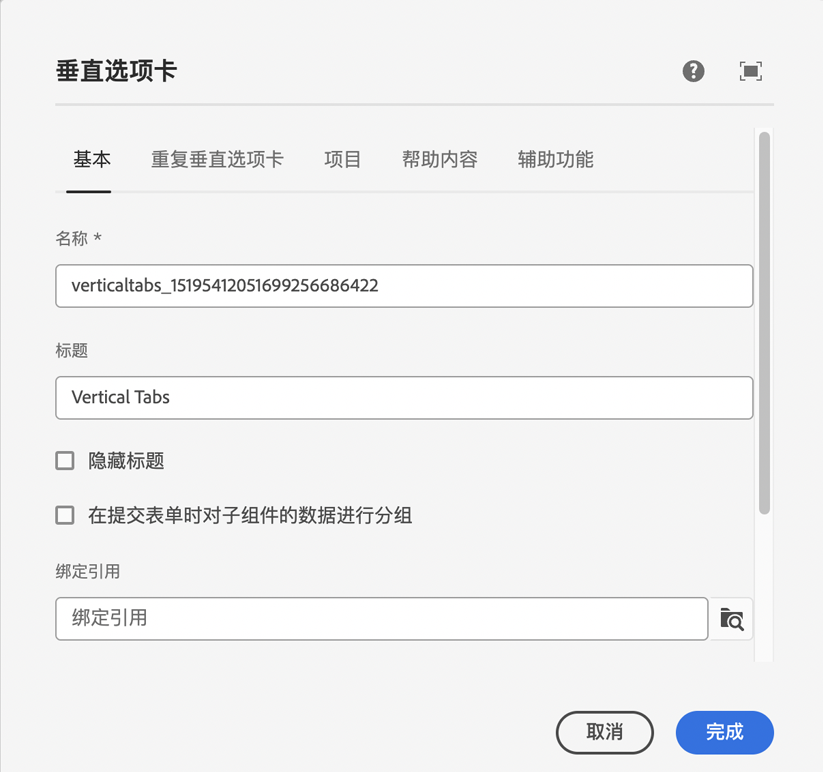 垂直选项卡
基本 重复垂直选项卡 项目 帮助内容 辅助功能
名称 *
verticaltabs_15195412051699256686422
标题
Vertical Tabs
隐藏标题
在提交表单时对子组件的数据进行分组
绑定引用
绑定引用
取消 完成